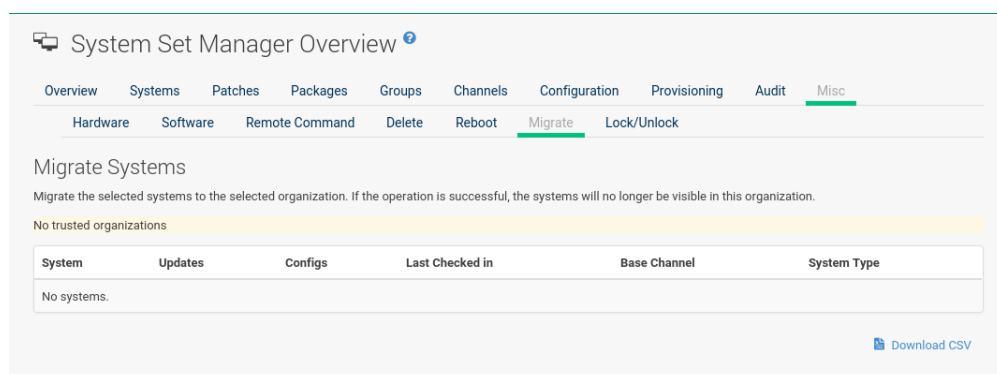 System Set Manager Overview ?
Overview Systems Patches Packages Groups Channels Configuration Provisioning Audit Misc
Hardware Software Remote Command Delete Reboot Migrate Lock/Unlock
Migrate Systems
Migrate the selected systems to the selected organization. If the operation is successful, the systems will no longer be visible in this organization.
No trusted organizations
System Updates Configs Last Checked in Base Channel System Type
No systems.
Download CSV